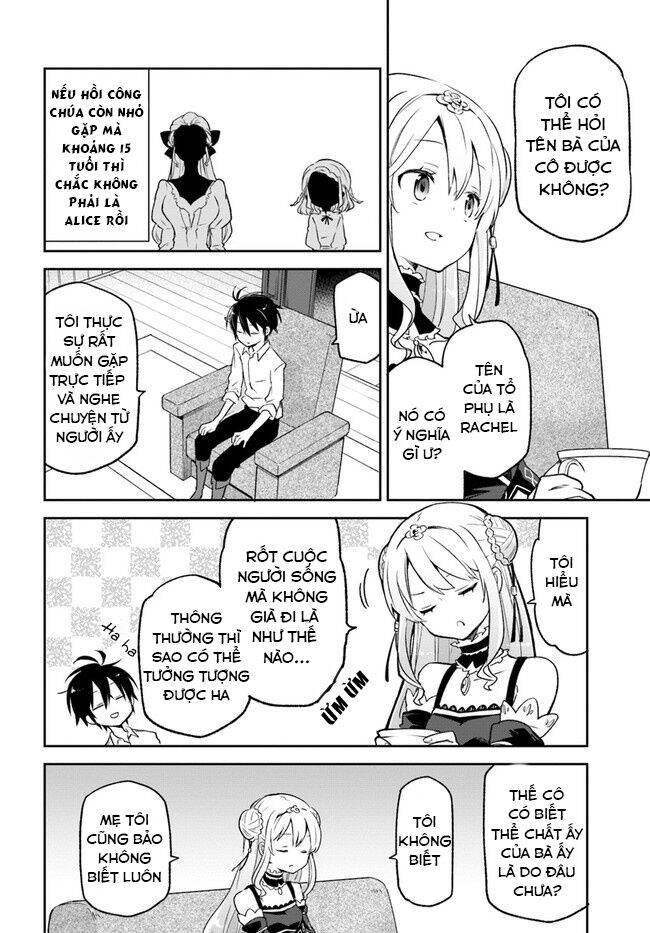 TÔI CÓ
THỂ HỎI
TÊN BÀ CỦA
CÔ ĐƯỢC
KHÔNG?
TÊN
CỦA TỔ
PHỤ LÀ
RACHEL
NÓ CÓ
Ý NGHĨA
GÌ Ư?
NẾU HỒI CÔNG
CHÚA CÒN NHỎ
GẶP MÀ
KHOẢNG 15
TUỔI THÌ
CHẮC KHÔNG
PHẢI LÀ
ALICE RỒI
ỪA
TÔI THỰC
SỰ RẤT
MUỐN GẶP
TRỰC TIẾP
VÀ NGHE
CHUYỆN TỪ
NGƯỜI ẤY
TÔI
HIỂU
MÀ
RỐT CUỘC
NGƯỜI SỐNG
MÀ KHÔNG
GIÀ ĐI LÀ
NHƯ THẾ
NÀO...
THÔNG
THƯỜNG THÌ
SAO CÓ THỂ
TƯỞNG TƯỢNG
ĐƯỢC HA
ỪM ỪM
Ha ha
THẾ CÔ
CÓ BIẾT
THỂ CHẤT ẤY
CỦA BÀ ẤY
LÀ DO ĐÂU
CHƯA?
TÔI
KHÔNG
BIẾT
MẸ TÔI
CŨNG BẢO
KHÔNG
BIẾT LUÔN